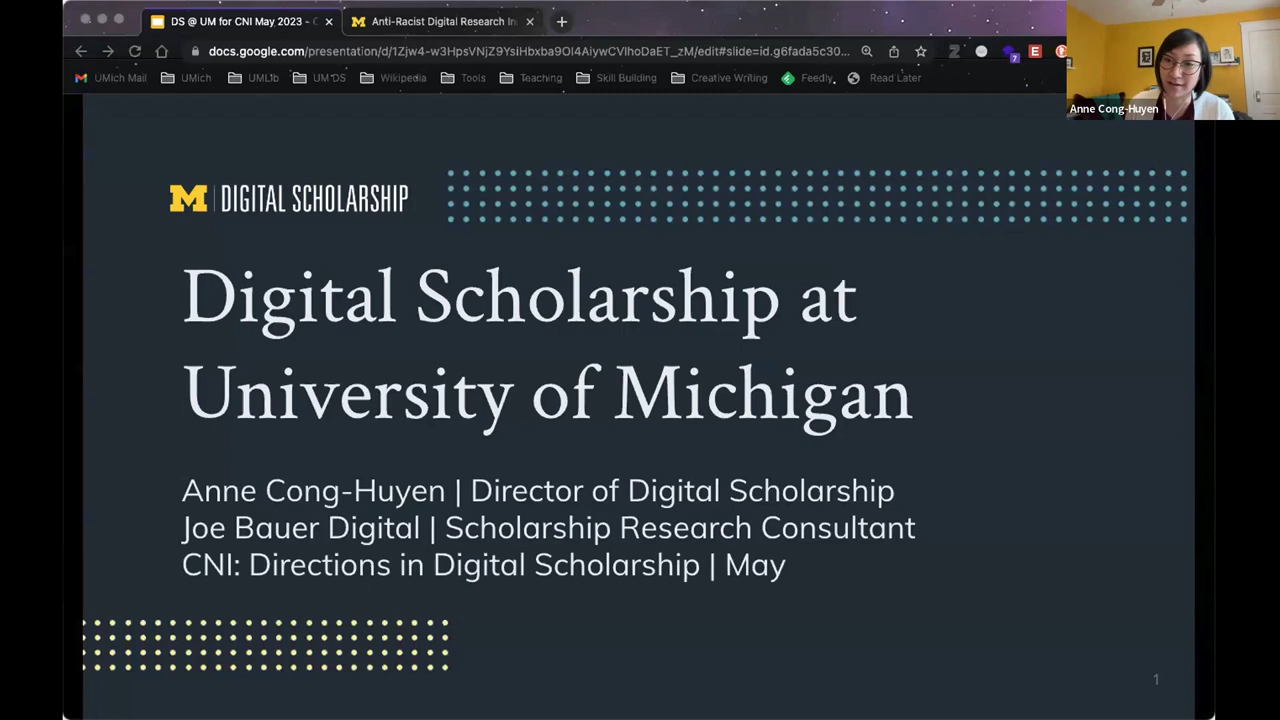 DS @ UM for CNI May 2023 - C
Anti-Racist Digital Research In
docs.google.com/presentation/d/1Zjw4-w3HpsVNjZ9YsiHbxba9OI4AiywCVlhoDaET_zM/edit#slide=id.g6fada5c30...
UMich Mail UMich UMLib UM DS Wikipedia Tools Teaching Skill Building Creative Writing Feedly Read Later
Anne Cong-Huyen
M | DIGITAL SCHOLARSHIP
Digital Scholarship at
University of Michigan
Anne Cong-Huyen | Director of Digital Scholarship
Joe Bauer Digital | Scholarship Research Consultant
CNI: Directions in Digital Scholarship | May
1